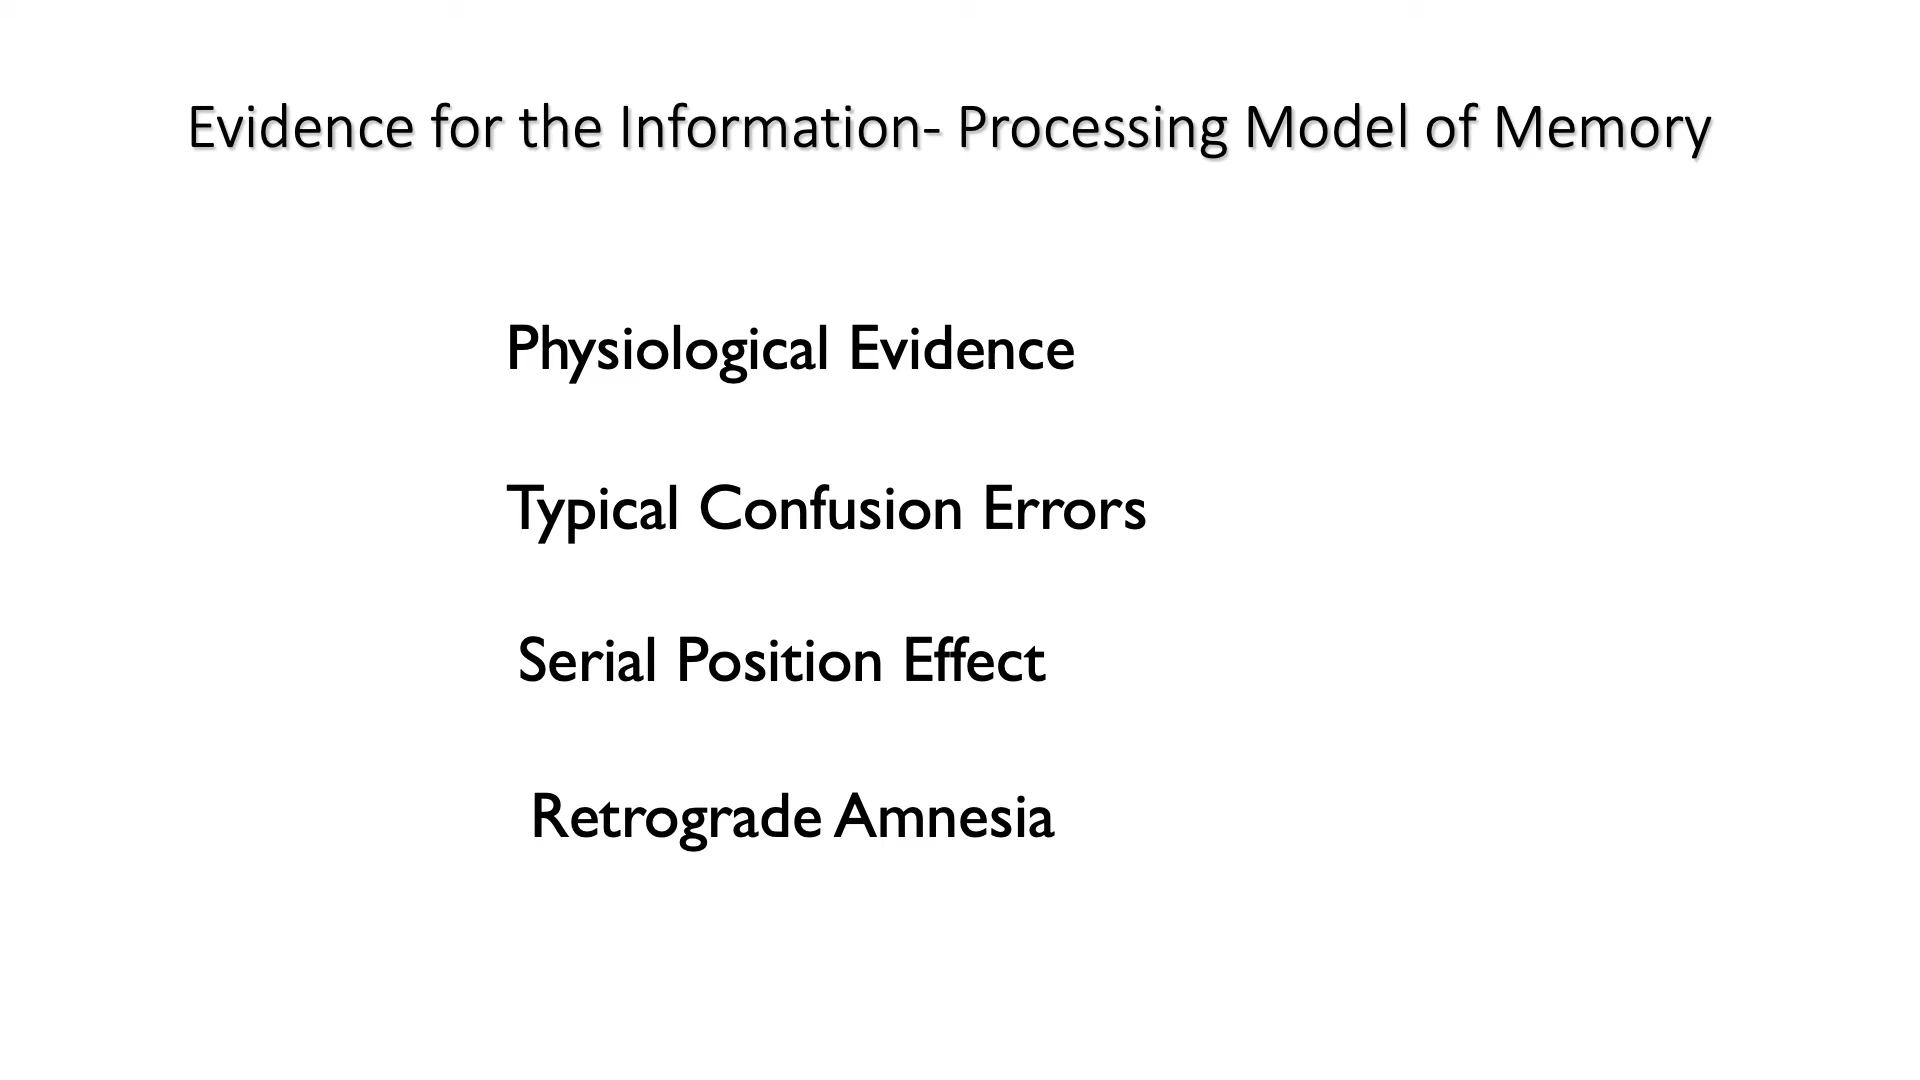 Evidence for the Information- Processing Model of Memory
Physiological Evidence
Typical Confusion Errors
Serial Position Effect
Retrograde Amnesia